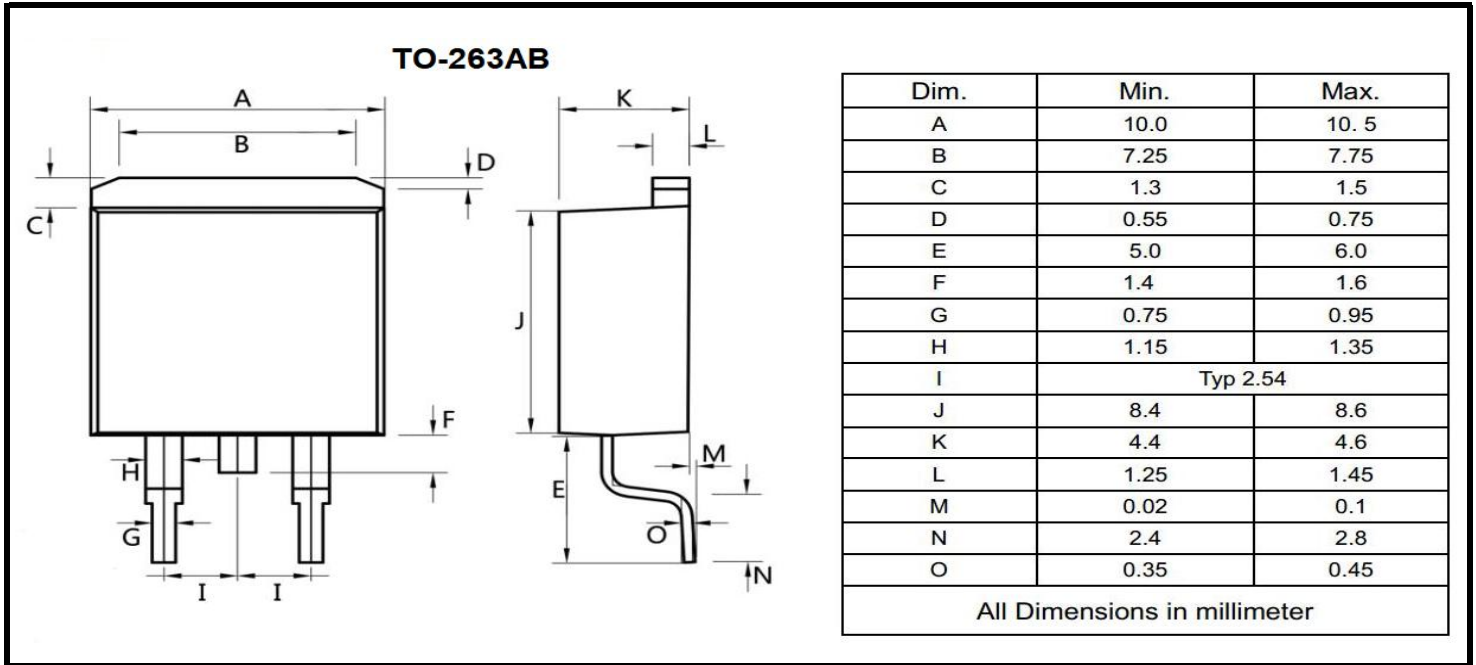 TO-263AB
A
B
C
D
H
F
G
I I
K
L
J
E
M
O
N
Dim. Min. Max.
A 10.0 10. 5
B 7.25 7.75
C 1.3 1.5
D 0.55 0.75
E 5.0 6.0
F 1.4 1.6
G 0.75 0.95
H 1.15 1.35
I Typ 2.54
J 8.4 8.6
K 4.4 4.6
L 1.25 1.45
M 0.02 0.1
N 2.4 2.8
O 0.35 0.45
All Dimensions in millimeter